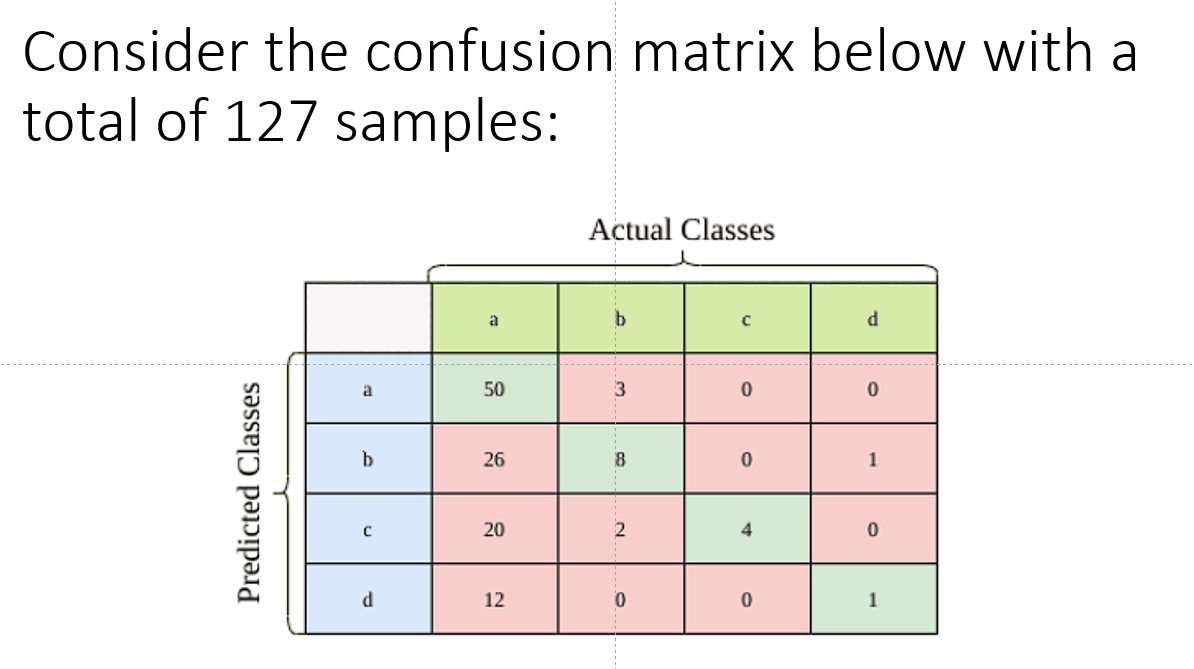 Consider the confusion matrix below with a
total of 127 samples:
Actual Classes
a b c d
Predicted Classes
a 50 3 0 0
b 26 8 0 1
c 20 2 4 0
d 12 0 0 1